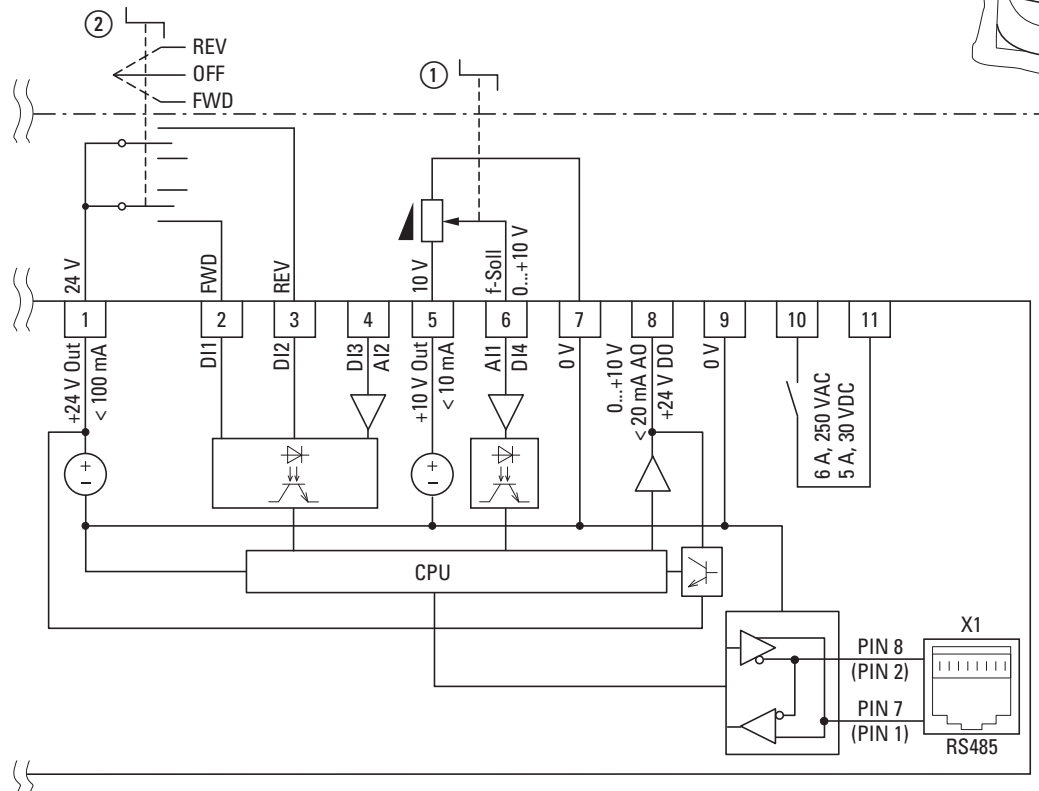 2
REV
OFF
FWD
1
24 V
FWD
REV
10 V
f-Soll
0...+10 V
1
2
3
4
5
6
7
8
9
10
11
+24 V Out
< 100 mA
DI1
DI2
DI3
AI2
+10 V Out
< 10 mA
AI1
DI4
0 V
0...+10 V
< 20 mA AO
+24 V DO
0 V
6 A, 250 VAC
5 A, 30 VDC
+
−
+
−
CPU
X1
PIN 8
(PIN 2)
PIN 7
(PIN 1)
RS485